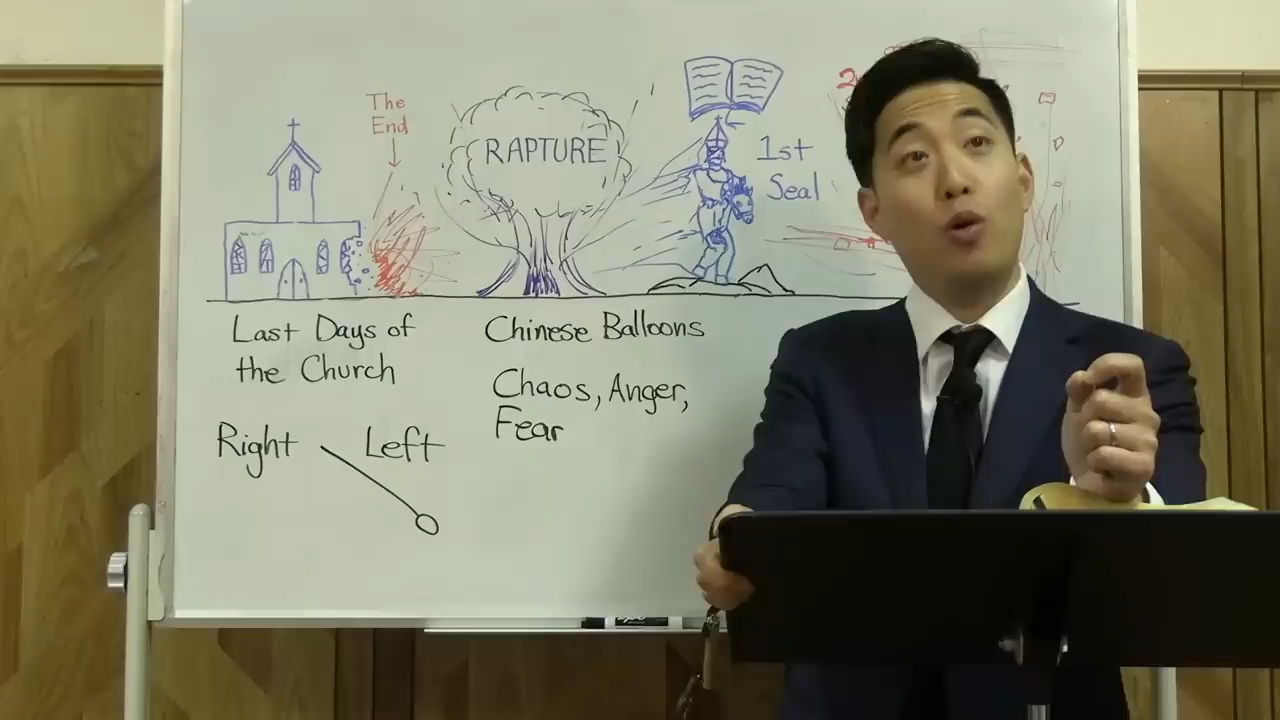 The
End
RAPTURE
1st
Seal
Last Days of
the Church
Chinese Balloons
Chaos, Anger,
Fear
Right
Left